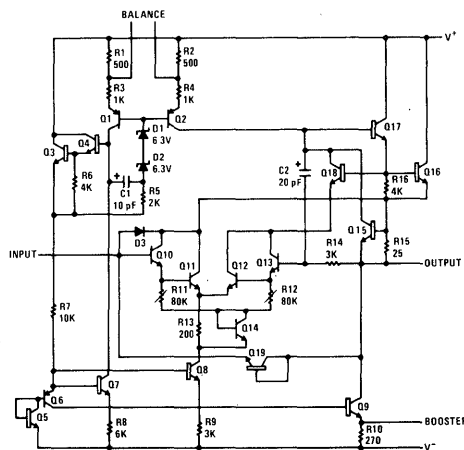 BALANCE
V+
R1
500
R2
500
R3
1K
R4
1K
Q1
D1
6.3V
Q2
Q17
Q3
Q4
D2
6.3V
C2
20 pF
Q18
R16
4K
Q16
R6
4K
C1
10 pF
R5
2K
Q15
D3
R14
3K
R15
25
INPUT
Q10
Q11
Q12
Q13
OUTPUT
R11
80K
R12
80K
R7
10K
R13
200
Q14
Q19
Q8
Q6
Q7
Q9
Q5
BOOSTER
R8
6K
R9
3K
R10
270
V-